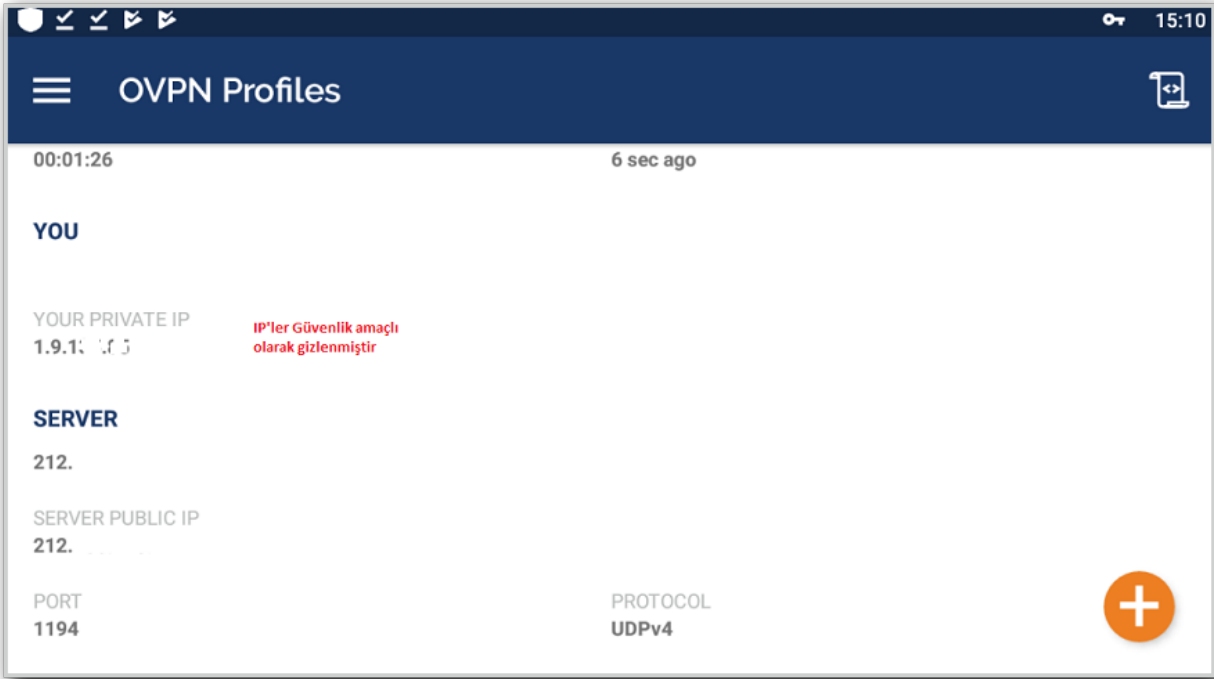 15:10
OVPN Profiles
00:01:26
6 sec ago
YOU
YOUR PRIVATE IP
IP'ler Güvenlik amaçlı
olarak gizlenmiştir
SERVER
212.
SERVER PUBLIC IP
212.
PORT
PROTOCOL
1194
UDPv4